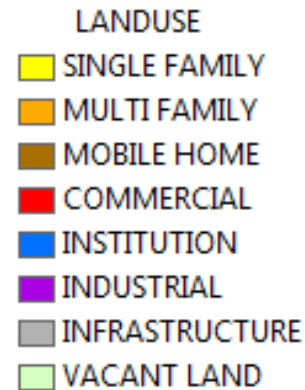 LANDUSE
SINGLE FAMILY
MULTI FAMILY
MOBILE HOME
COMMERCIAL
INSTITUTION
INDUSTRIAL
INFRASTRUCTURE
VACANT LAND